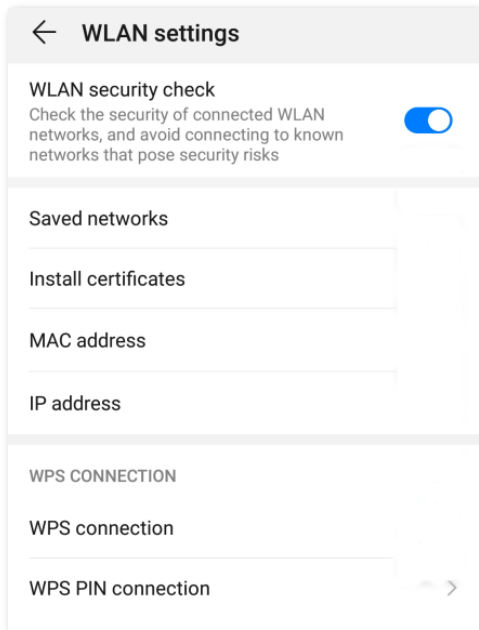 WLAN settings
WLAN security check
Check the security of connected WLAN
networks, and avoid connecting to known
networks that pose security risks
Saved networks
Install certificates
MAC address
IP address
WPS CONNECTION
WPS connection
WPS PIN connection